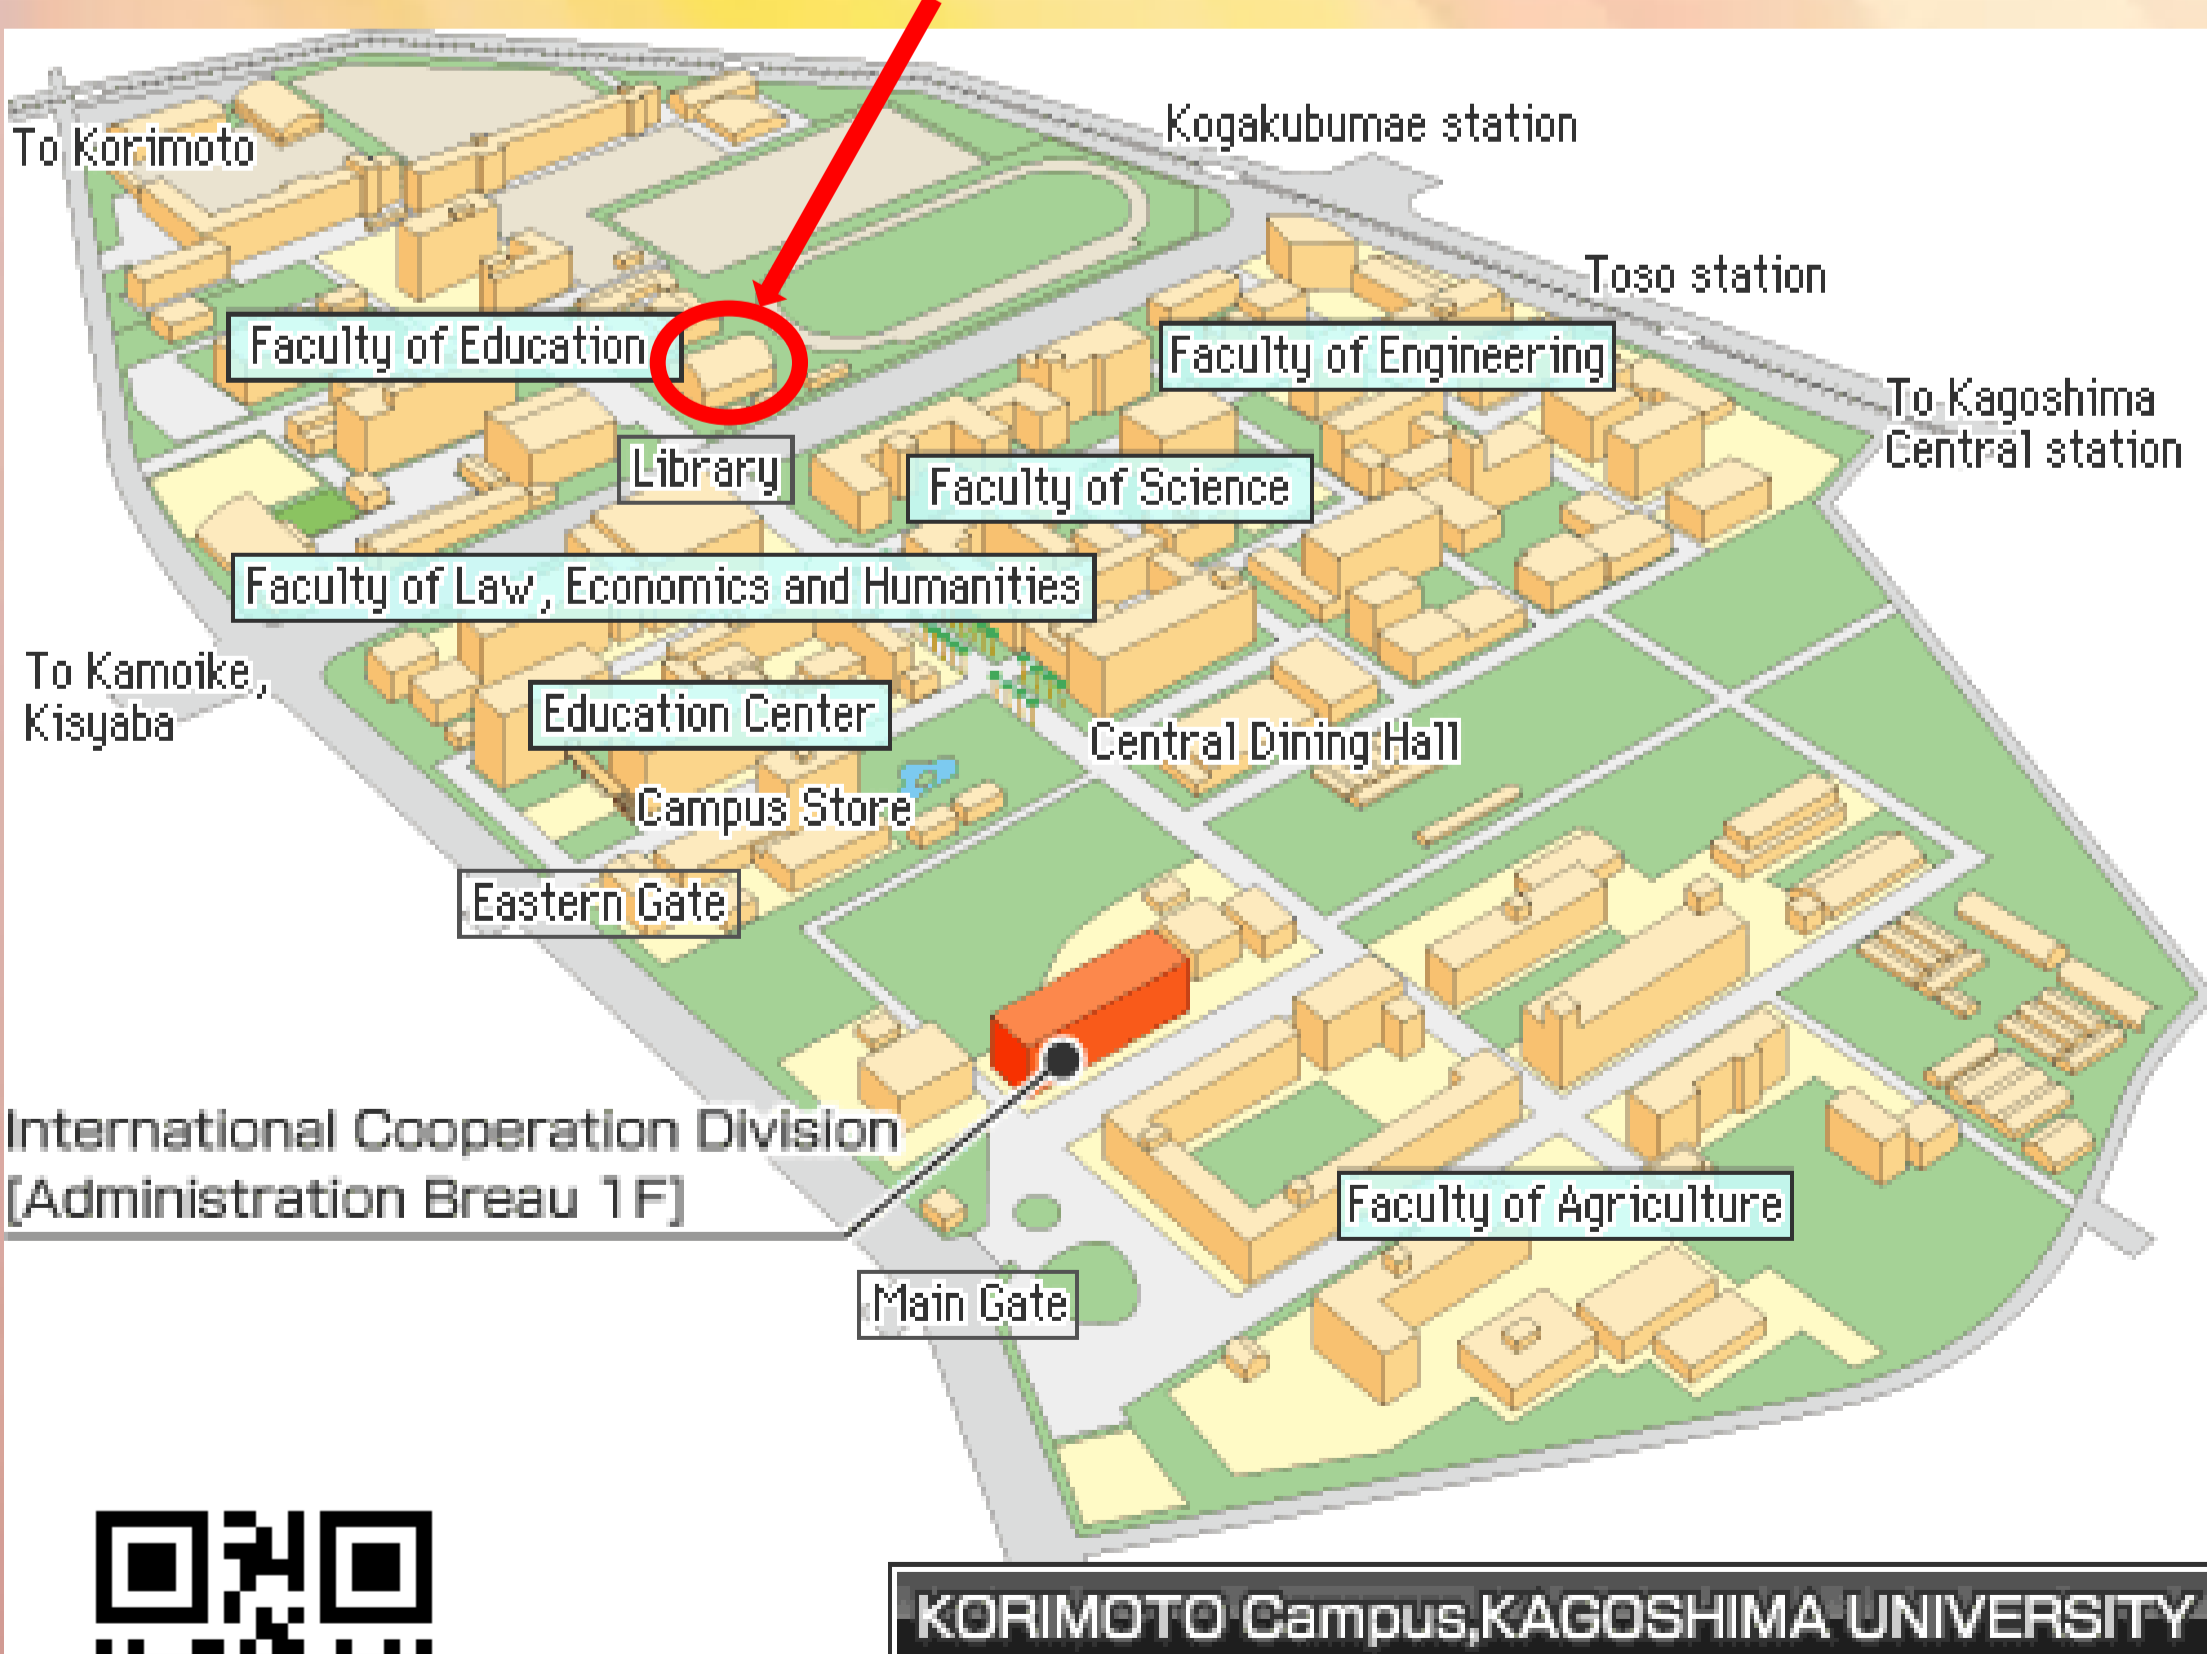 Kogakubumae station
To Korimoto
Toso station
Faculty of Education
Faculty of Engineering
To Kagoshima
Central station
Library
Faculty of Science
Faculty of Law, Economics and Humanities
To Kamoike,
Kisyaba
Education Center
Central Dining Hall
Campus Store
Eastern Gate
International Cooperation Division
[Administration Breau 1F]
Faculty of Agriculture
Main Gate
KORIMOTO Campus,KAGOSHIMA UNIVERSITY